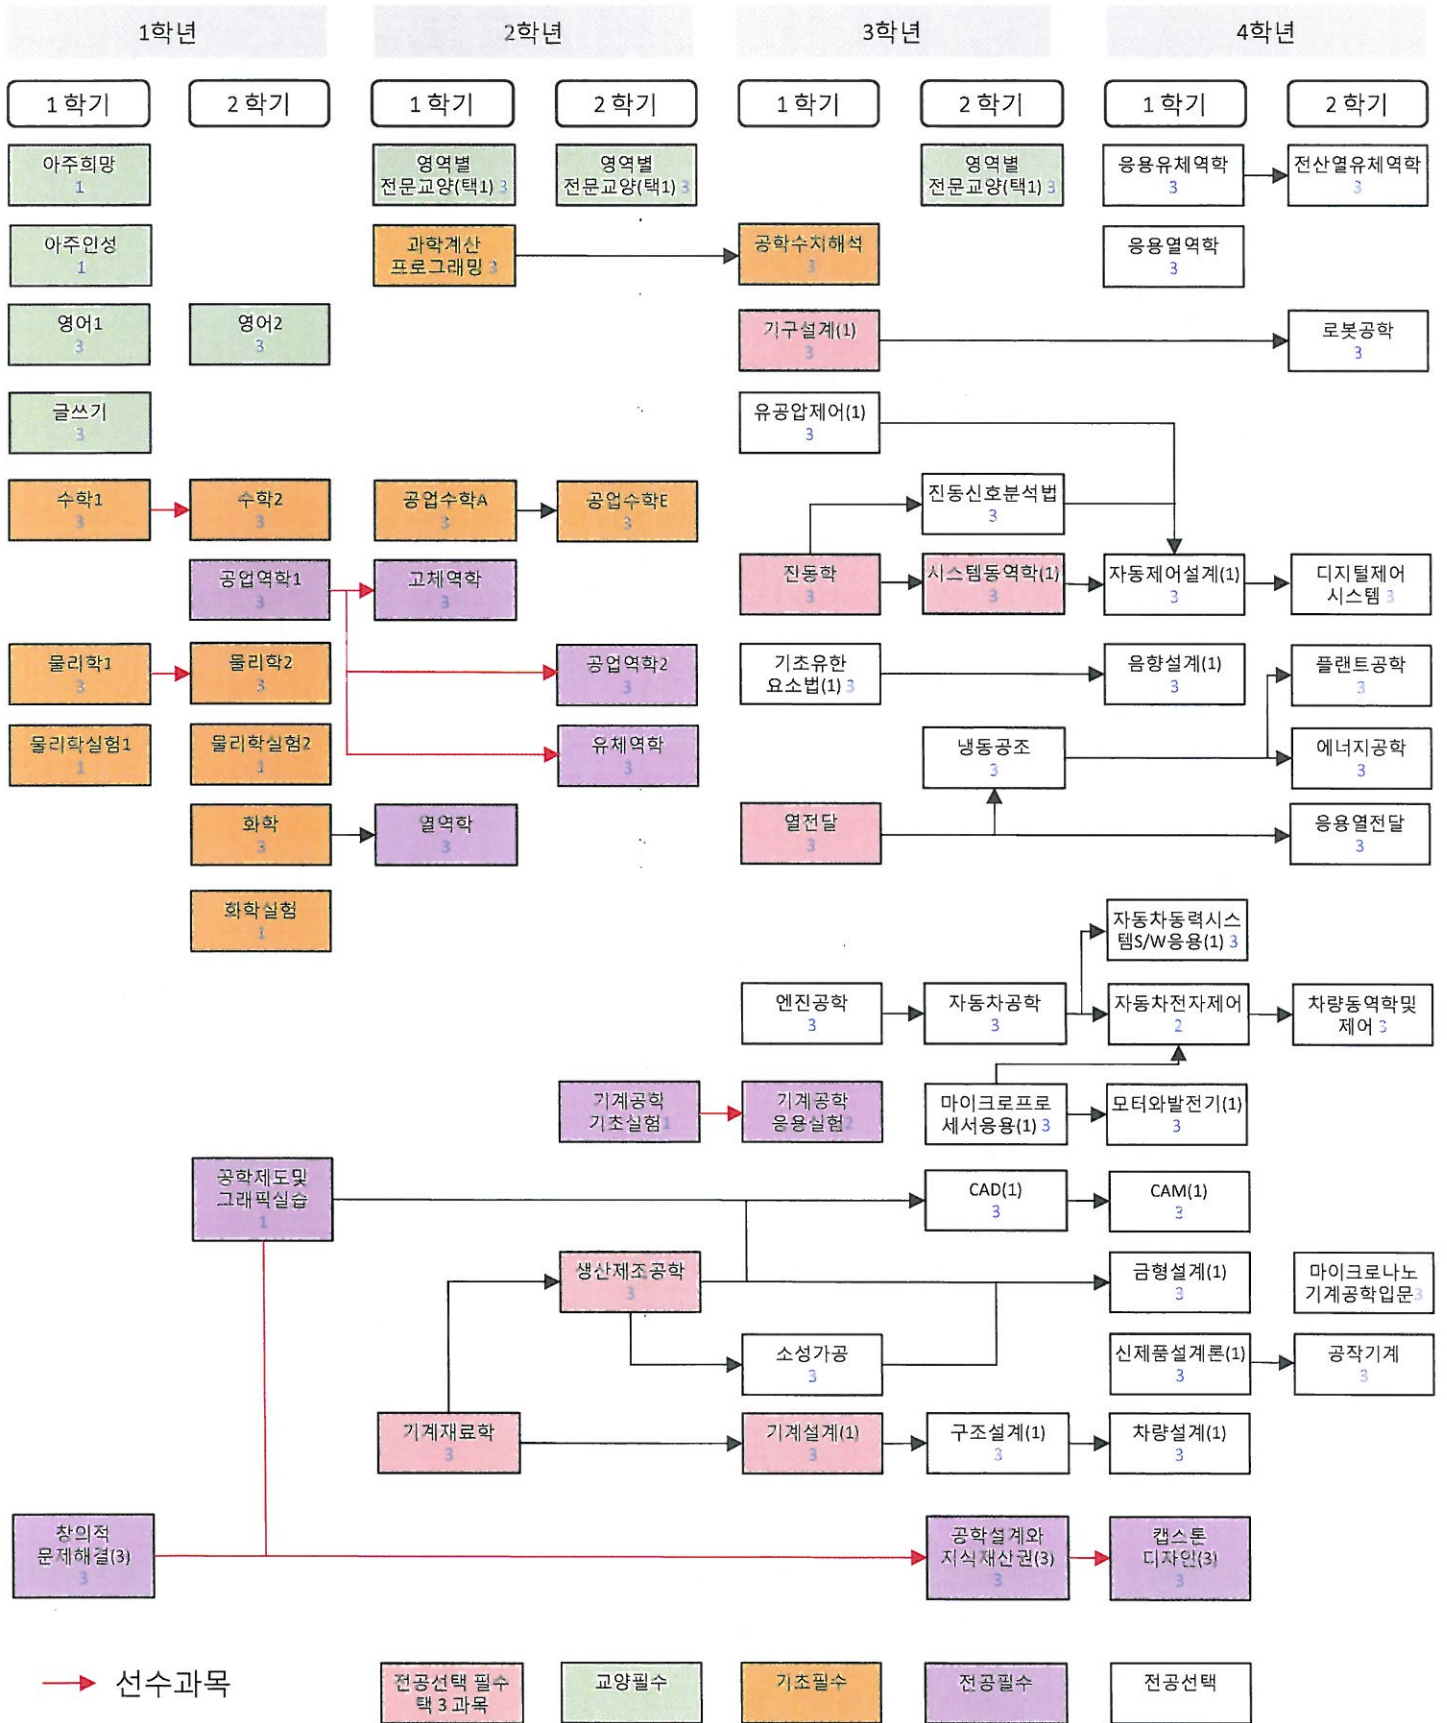 1학년
2학년
3학년
4학년
1 학기
2 학기
1 학기
2 학기
1 학기
2 학기
1 학기
2 학기
아주희망
1
영역별
전문교양(택1) 3
영역별
전문교양(택1) 3
영역별
전문교양(택1) 3
응용유체역학
3
전산열유체역학
3
아주인성
1
과학계산
프로그래밍 3
공학수치해석
3
응용열역학
3
영어1
3
영어2
3
기구설계(1)
3
로봇공학
3
글쓰기
3
유공압제어(1)
3
수학1
3
수학2
3
공업수학A
3
공업수학E
3
진동신호분석법
3
공업역학1
3
고체역학
3
진동학
3
시스템동역학(1)
3
자동제어설계(1)
3
디지털제어
시스템 3
물리학1
3
물리학2
3
공업역학2
3
기초유한
요소법(1) 3
음향설계(1)
3
플랜트공학
3
물리학실험1
1
물리학실험2
1
유체역학
3
냉동공조
3
에너지공학
3
화학
3
열역학
3
열전달
3
응용열전달
3
화학실험
1
자동차동력시스
템S/W응용(1) 3
엔진공학
3
자동차공학
3
자동차전자제어
2
차량동역학및
제어 3
기계공학
기초실험 1
기계공학
응용실험 2
마이크로프로
세서응용(1) 3
모터와발전기(1)
3
공학제도및
그래픽실습
1
CAD(1)
3
CAM(1)
3
생산제조공학
3
금형설계(1)
3
마이크로나노
기계공학입문 3
소성가공
3
신제품설계론(1)
3
공작기계
3
기계재료학
3
기계설계(1)
3
구조설계(1)
3
차량설계(1)
3
창의적
문제해결(3)
3
공학설계와
지식재산권(3)
3
캡스톤
디자인(3)
3
선수과목
전공선택 필수
택 3 과목
교양필수
기초필수
전공필수
전공선택